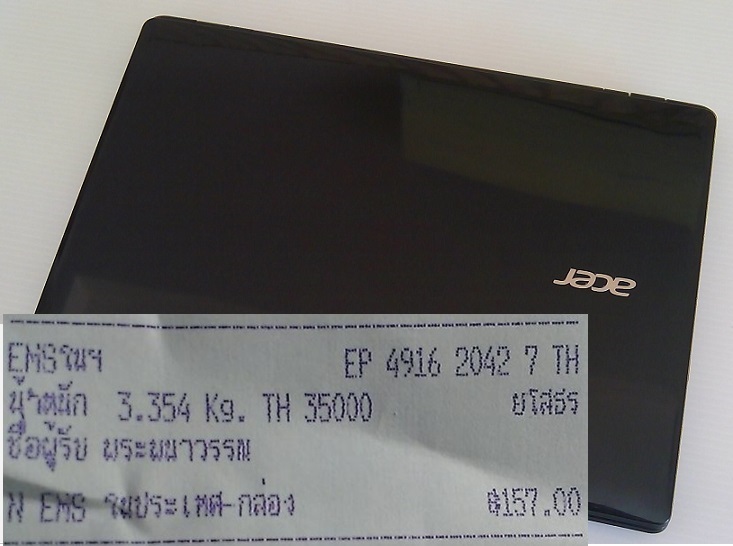 acer
EMSในฯ EP 4916 2042 7 TH
น้ำหนัก 3.354 Kg. TH 35000 ยโสธร
ชื่อผู้รับ พระมนาวรรณ
N EMS ในประเทศ-กล่อง ฿157.00